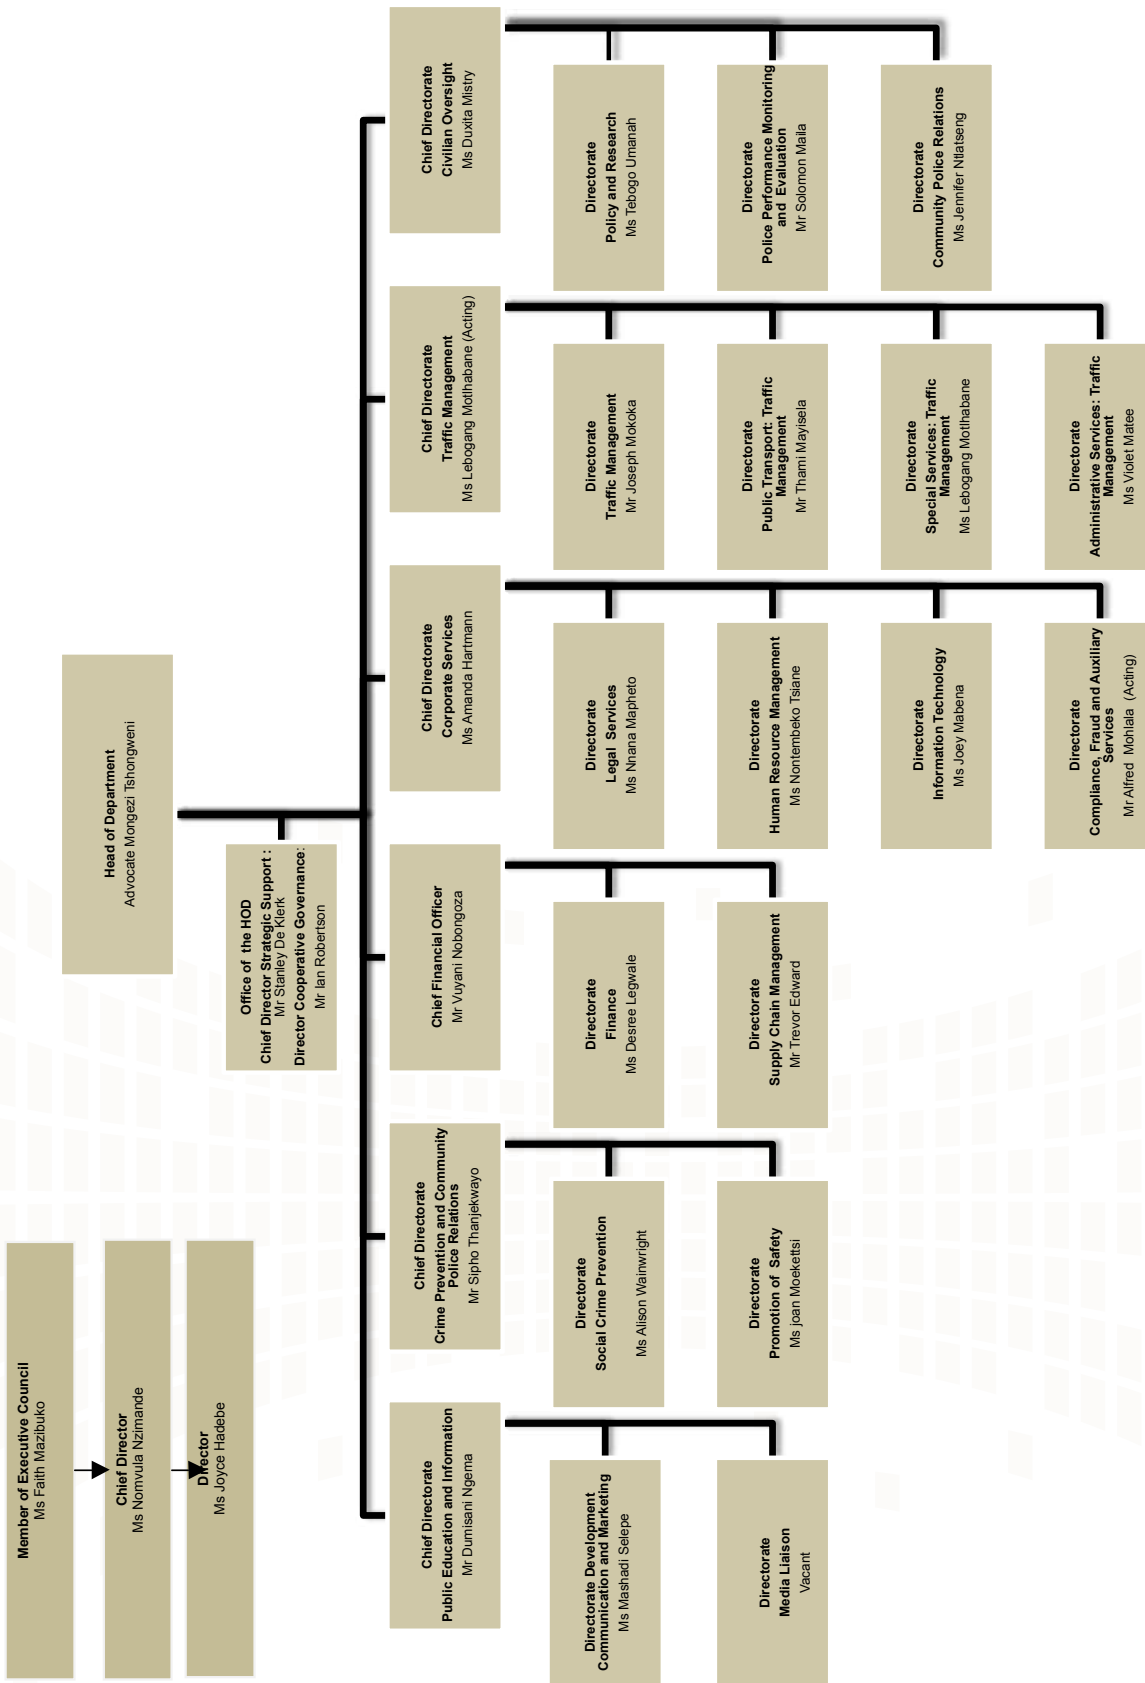 Member of Executive Council
Ms Faith Mazibuko
Chief Director
Ms Nomvula Nzimande
Director
Ms Joyce Hadebe
Head of Department
Advocate Mongezi Tshongweni
Office of the HOD
Chief Director Strategic Support :
Mr Stanley De Klerk
Director Cooperative Governance:
Mr Ian Robertson
Chief Directorate
Public Education and Information
Mr Dumisani Ngema
Directorate Development
Communication and Marketing
Ms Mashadi Selepe
Directorate
Media Liaison
Vacant
Chief Directorate
Crime Prevention and Community
Police Relations
Mr Sipho Thanjekwayo
Directorate
Social Crime Prevention
Ms Alison Wainwright
Directorate
Promotion of Safety
Ms joan Moekettsi
Chief Financial Officer
Mr Vuyani Nobongoza
Directorate
Finance
Ms Desree Legwale
Directorate
Supply Chain Management
Mr Trevor Edward
Chief Directorate
Corporate Services
Ms Amanda Hartmann
Directorate
Legal Services
Ms Nnana Mapheto
Directorate
Human Resource Management
Ms Nontembeko Tsiane
Directorate
Information Technology
Ms Joey Mabena
Directorate
Compliance, Fraud and Auxiliary
Services
Mr Alfred Mohlala (Acting)
Chief Directorate
Traffic Management
Ms Lebogang Motlhabane (Acting)
Directorate
Traffic Management
Mr Joseph Mokoka
Directorate
Public Transport: Traffic
Management
Mr Thami Mayisela
Directorate
Special Services: Traffic
Management
Ms Lebogang Motlhabane
Directorate
Administrative Services: Traffic
Management
Ms Violet Matee
Chief Directorate
Civilian Oversight
Ms Duxita Mistry
Directorate
Policy and Research
Ms Tebogo Umanah
Directorate
Police Performance Monitoring
and Evaluation
Mr Solomon Maila
Directorate
Community Police Relations
Ms Jennifer Ntlatseng